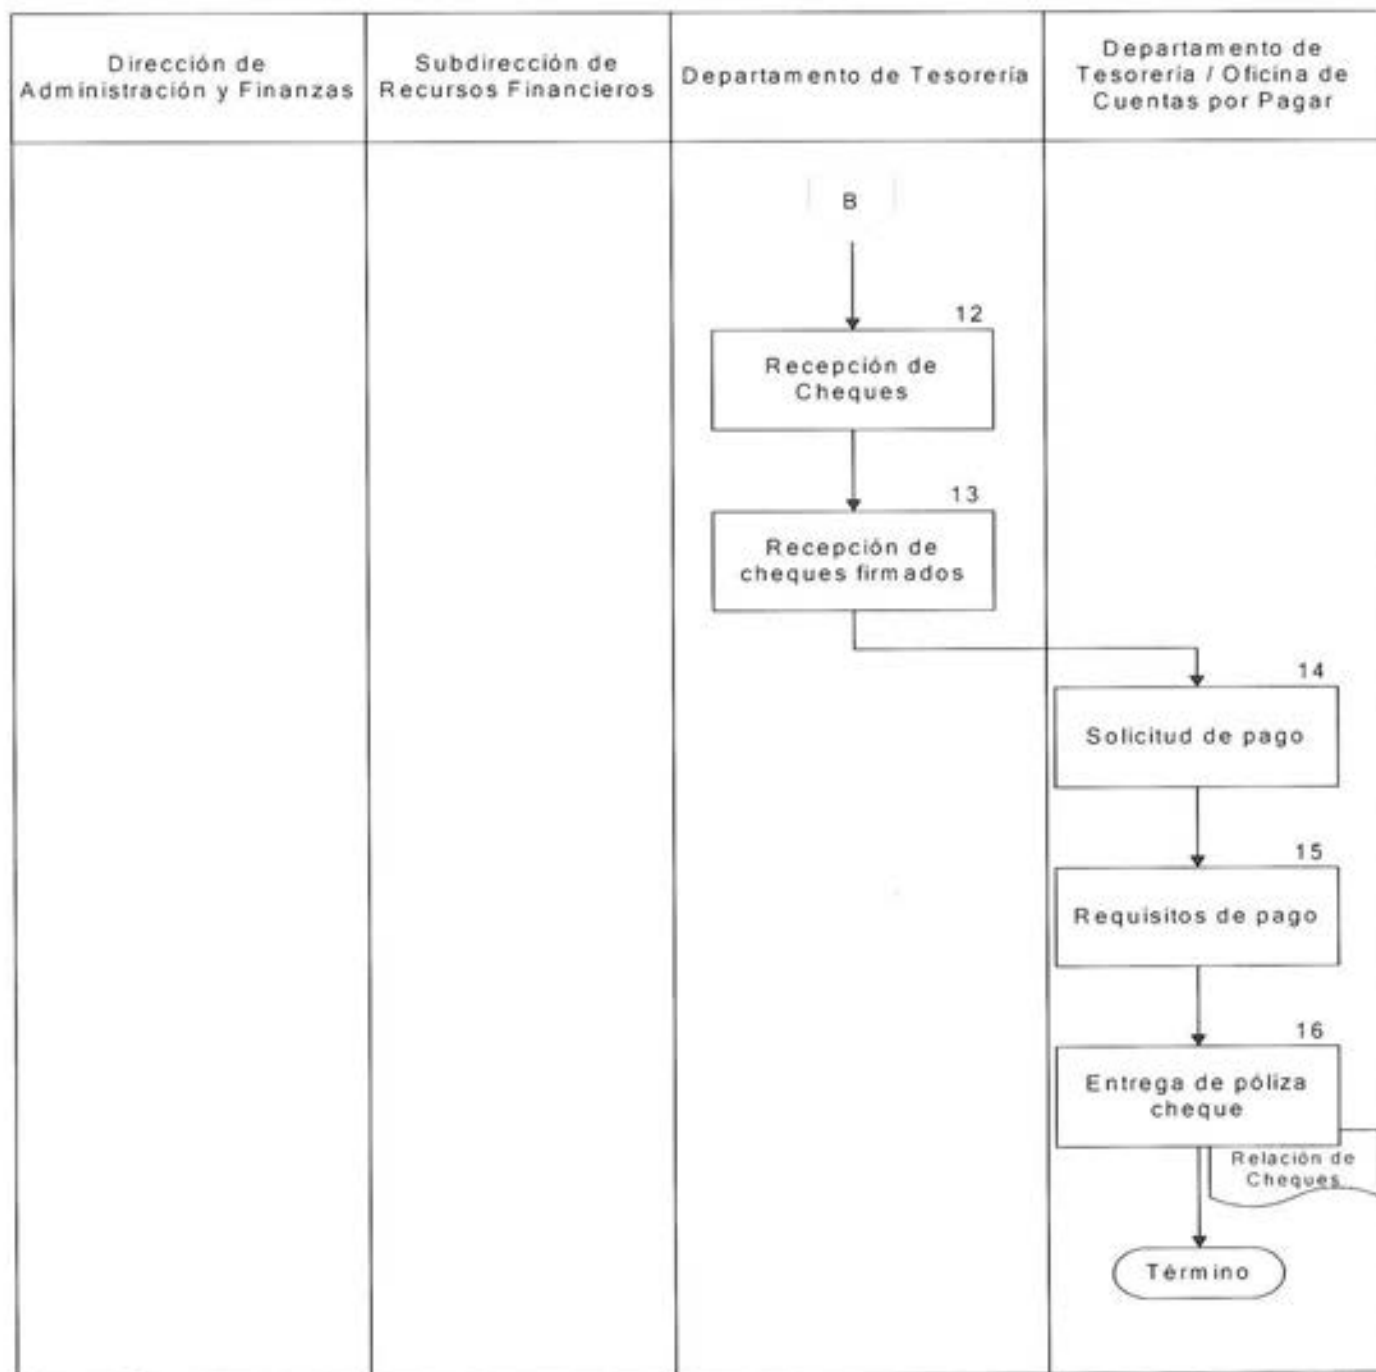 Dirección de
Administración y Finanzas
Subdirección de
Recursos Financieros
Departamento de Tesorería
Departamento de
Tesorería / Oficina de
Cuentas por Pagar
B
12
Recepción de
Cheques
13
Recepción de
cheques firmados
14
Solicitud de pago
15
Requisitos de pago
16
Entrega de póliza
cheque
Relación de
Cheques
Término